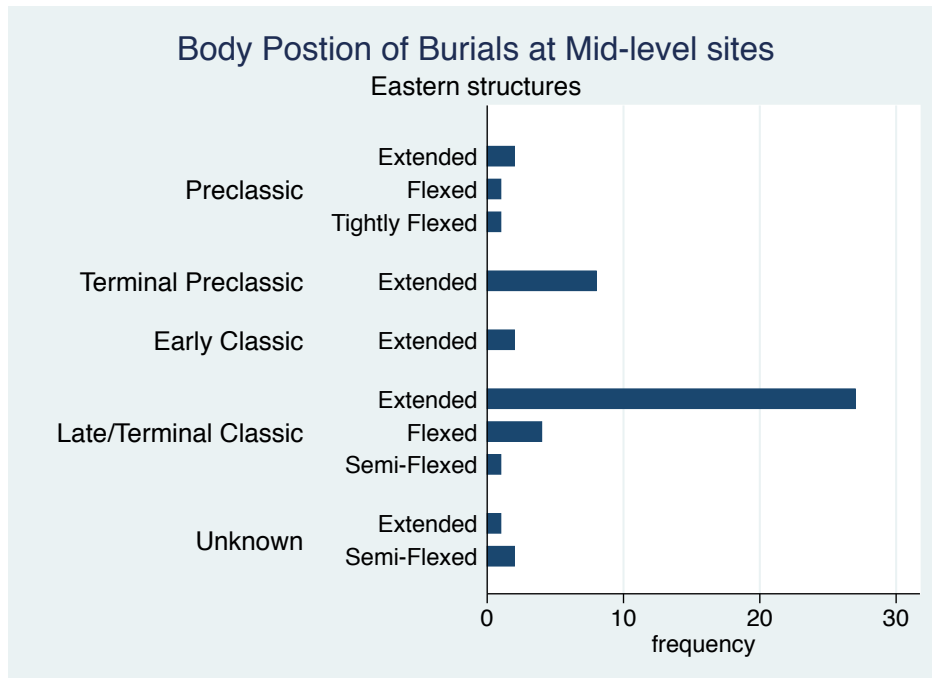 Body Postion of Burials at Mid-level sites
Eastern structures
Extended
Preclassic Flexed
Tightly Flexed
Terminal Preclassic Extended
Early Classic Extended
Extended
Late/Terminal Classic Flexed
Semi-Flexed
Extended
Unknown
Semi-Flexed
0 10 20 30
frequency